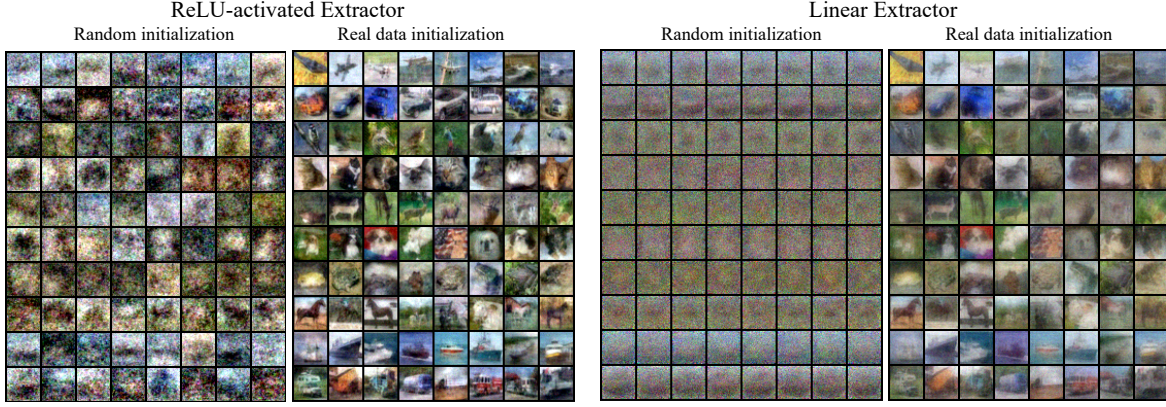 ReLU-activated Extractor
Random initialization
Real data initialization
Linear Extractor
Random initialization
Real data initialization